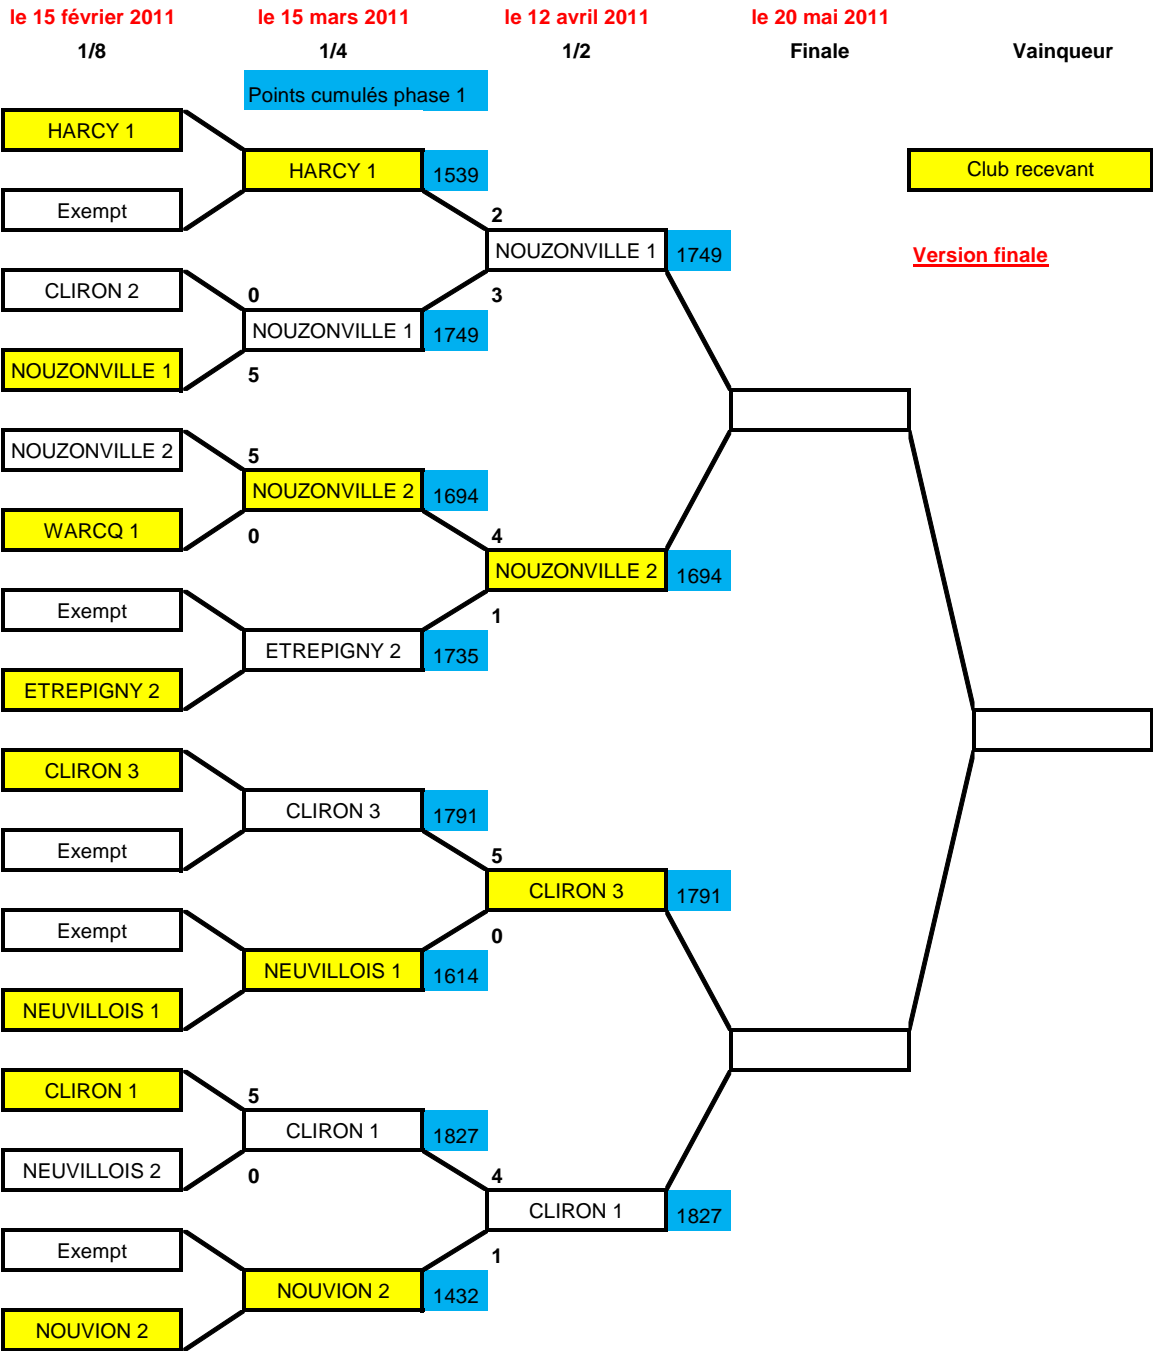 le 15 février 2011 le 15 mars 2011 le 12 avril 2011 le 20 mai 2011
1/8 1/4 1/2 Finale Vainqueur
Points cumulés phase 1
HARCY 1
HARCY 1 1539 Club recevant
Exempt 2
NOUZONVILLE 1 1749 Version finale
CLIRON 2 0 3
NOUZONVILLE 1 1749
NOUZONVILLE 1 5
NOUZONVILLE 2 5
NOUZONVILLE 2 1694
WARCQ 1 0 4
NOUZONVILLE 2 1694
Exempt 1
ETREPIGNY 2 1735
ETREPIGNY 2
CLIRON 3
CLIRON 3 1791
Exempt 5
CLIRON 3 1791
Exempt 0
NEUVILLOIS 1 1614
NEUVILLOIS 1
CLIRON 1 5
CLIRON 1 1827
NEUVILLOIS 2 0 4
CLIRON 1 1827
Exempt 1
NOUVION 2 1432
NOUVION 2